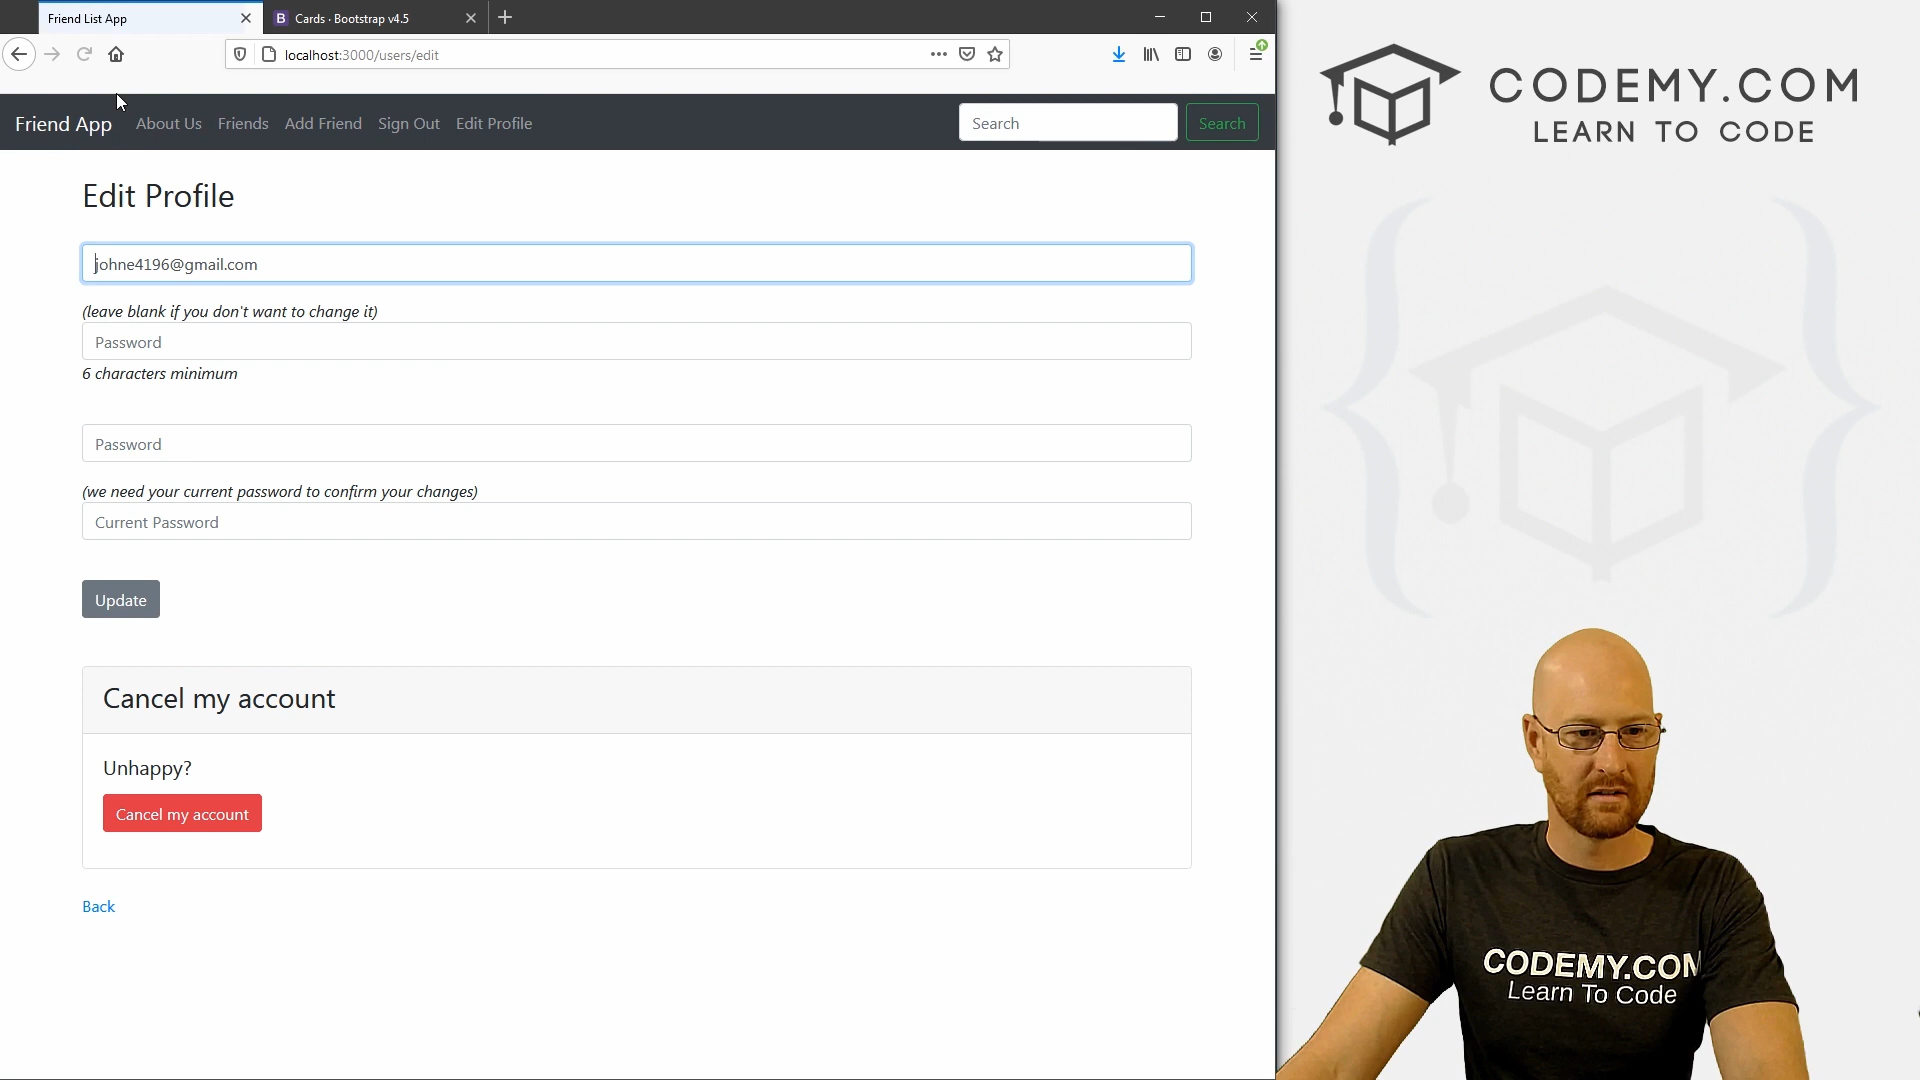 Friend List App
B Cards · Bootstrap v4.5
localhost:3000/users/edit
CODEMY.COM
LEARN TO CODE
Friend App About Us Friends Add Friend Sign Out Edit Profile Search Search
Edit Profile
johne4196@gmail.com
(leave blank if you don't want to change it)
Password
6 characters minimum
Password
(we need your current password to confirm your changes)
Current Password
Update
Cancel my account
Unhappy?
Cancel my account
Back
CODEMY.COM
Learn To Code